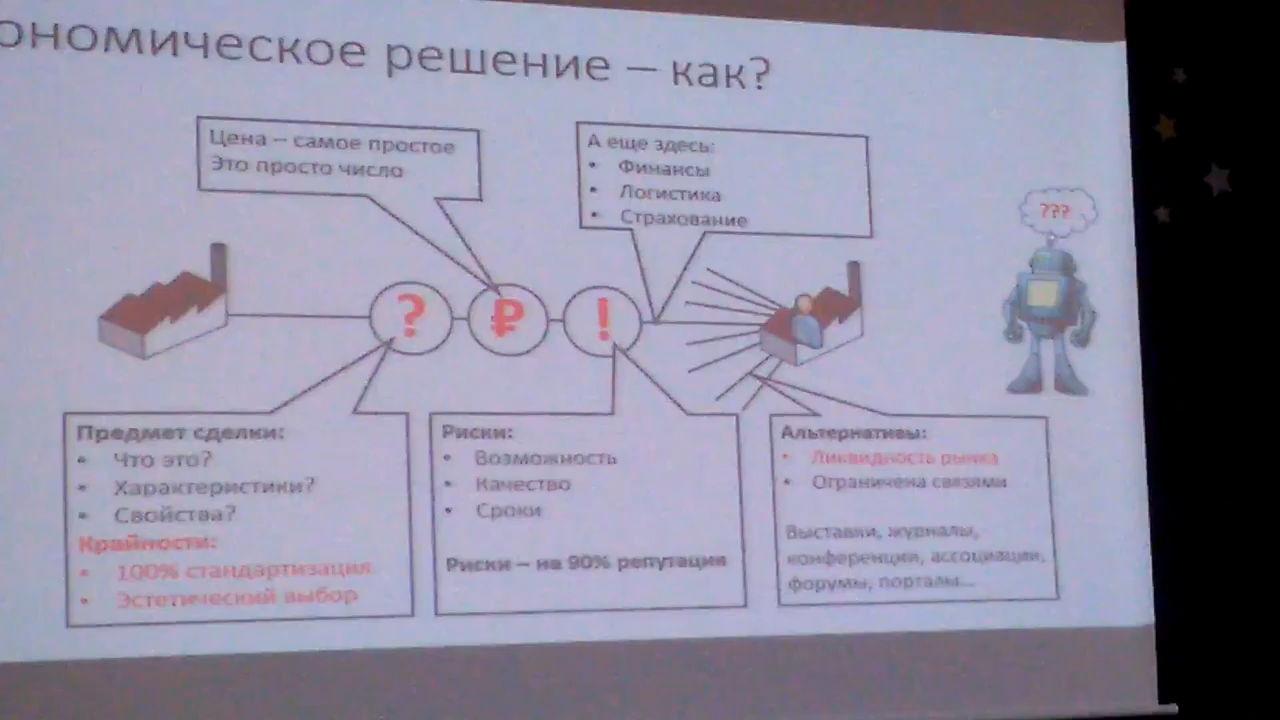 ономическое решение – как?
Цена – самое простое
Это просто число
А еще здесь:
• Финансы
• Логистика
• Страхование
???
? ₽ !
Предмет сделки:
• Что это?
• Характеристики?
• Свойства?
Крайности:
• 100% стандартизация
• Эстетический выбор
Риски:
• Возможность
• Качество
• Сроки
Риски – на 90% репутация
Альтернативы:
• Ликвидность рынка
• Ограничена связями
Выставки, журналы,
конференции, ассоциации,
форумы, порталы...